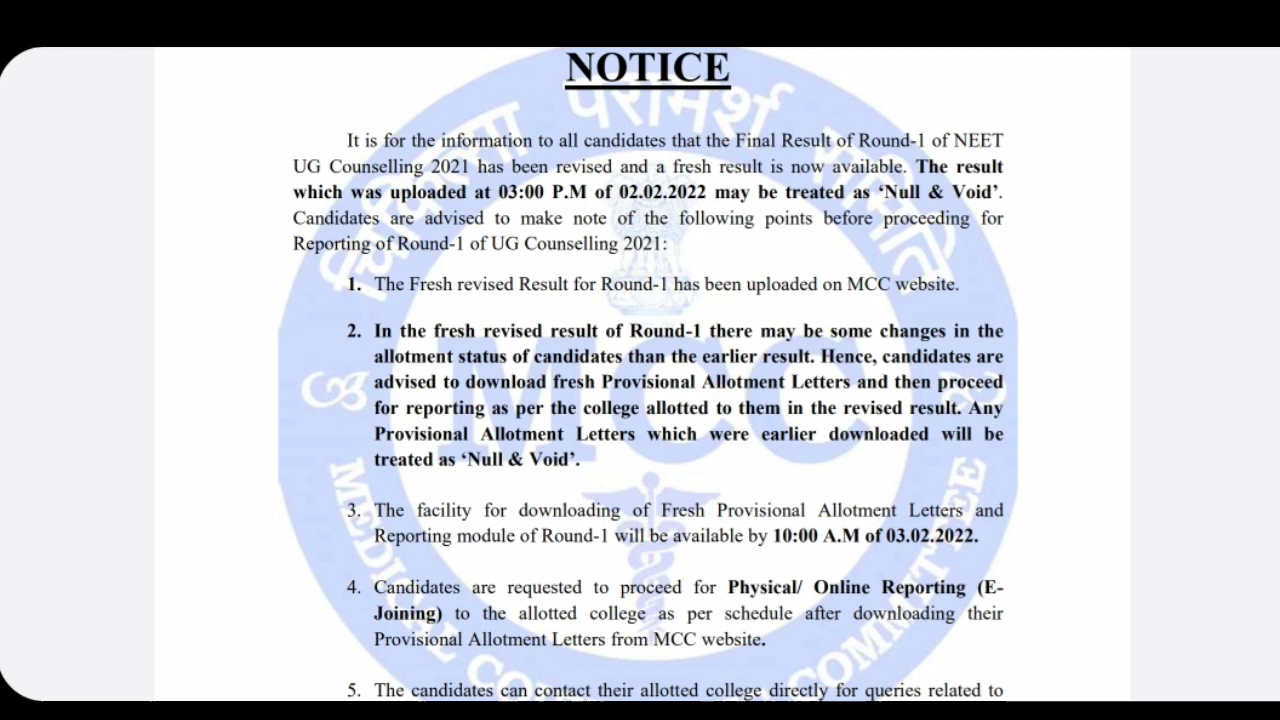 NOTICE
It is for the information to all candidates that the Final Result of Round-1 of NEET
UG Counselling 2021 has been revised and a fresh result is now available. The result
which was uploaded at 03:00 P.M of 02.02.2022 may be treated as ‘Null & Void’.
Candidates are advised to make note of the following points before proceeding for
Reporting of Round-1 of UG Counselling 2021:
1. The Fresh revised Result for Round-1 has been uploaded on MCC website.
2. In the fresh revised result of Round-1 there may be some changes in the
allotment status of candidates than the earlier result. Hence, candidates are
advised to download fresh Provisional Allotment Letters and then proceed
for reporting as per the college allotted to them in the revised result. Any
Provisional Allotment Letters which were earlier downloaded will be
treated as ‘Null & Void’.
3. The facility for downloading of Fresh Provisional Allotment Letters and
Reporting module of Round-1 will be available by 10:00 A.M of 03.02.2022.
4. Candidates are requested to proceed for Physical/ Online Reporting (E-
Joining) to the allotted college as per schedule after downloading their
Provisional Allotment Letters from MCC website.
5. The candidates can contact their allotted college directly for queries related to
चिकित्सा परामर्श समिति
MCC
MEDICAL CO COMMITTEE